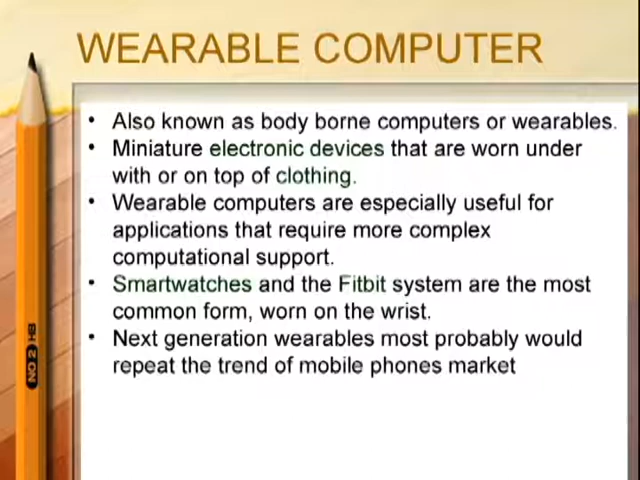 WEARABLE COMPUTER
• Also known as body borne computers or wearables.
• Miniature electronic devices that are worn under
with or on top of clothing.
• Wearable computers are especially useful for
applications that require more complex
computational support.
• Smartwatches and the Fitbit system are the most
common form, worn on the wrist.
• Next generation wearables most probably would
repeat the trend of mobile phones market
NO 2 HB